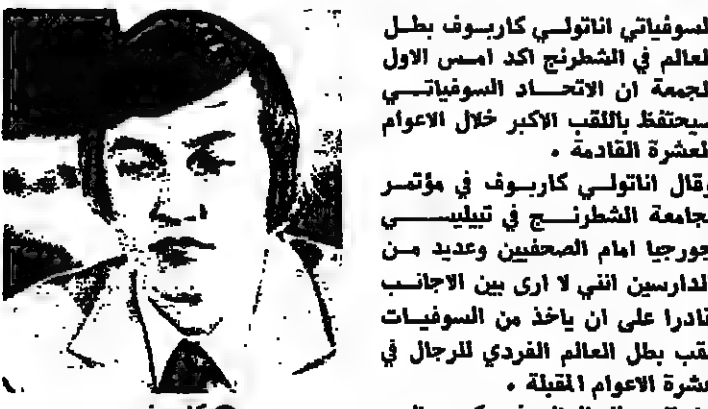 السوفياتي اناتولي كاربوف بطل
العالم في الشطرنج اكد امس الاول
الجمعة ان الاتحاد السوفياتي
سيحتفظ باللقب الاكبر خلال الاعوام
العشرة القادمة •
وقال اناتولي كاربوف في مؤتمر
بجامعة الشطرنج في تبيليسي
جورجيا امام الصحفيين وعديد من
الدارسين انني لا ارى بين الاجانب
قادرا على ان ياخذ من السوفيات
لقب بطل العالم الفردي للرجال في
عشرة الاعوام المقبلة •